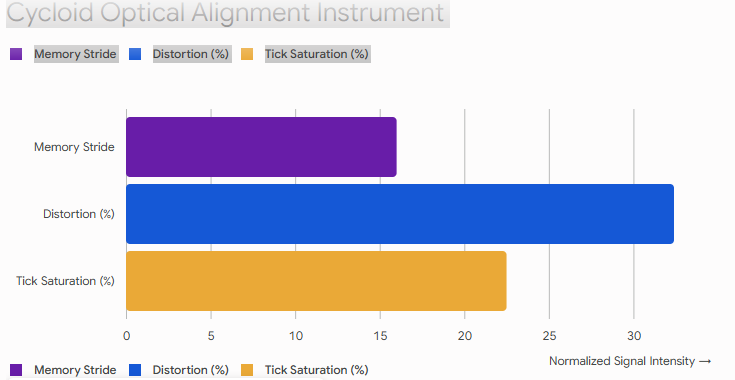 Cycloid Optical Alignment Instrument
Memory Stride Distortion (%) Tick Saturation (%)
Memory Stride
Distortion (%)
Tick Saturation (%)
0 5 10 15 20 25 30
Normalized Signal Intensity →
Memory Stride Distortion (%) Tick Saturation (%)